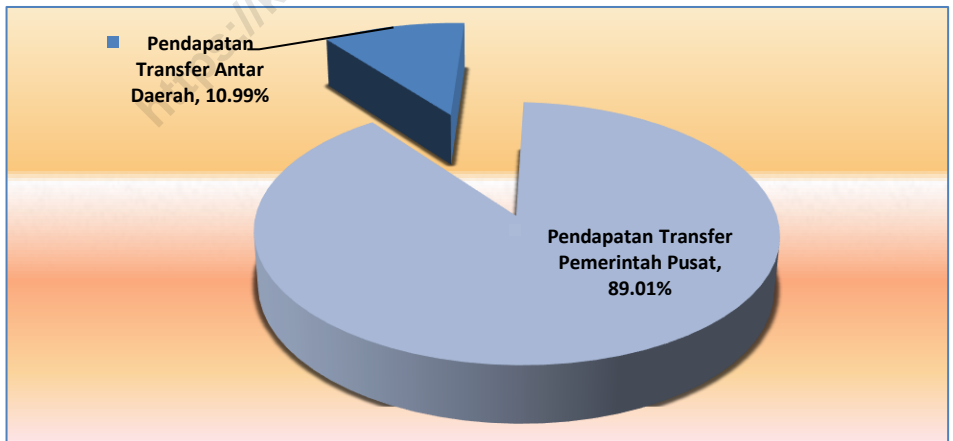 Pendapatan
Transfer Antar
Daerah, 10.99%
Pendapatan Transfer
Pemerintah Pusat,
89.01%